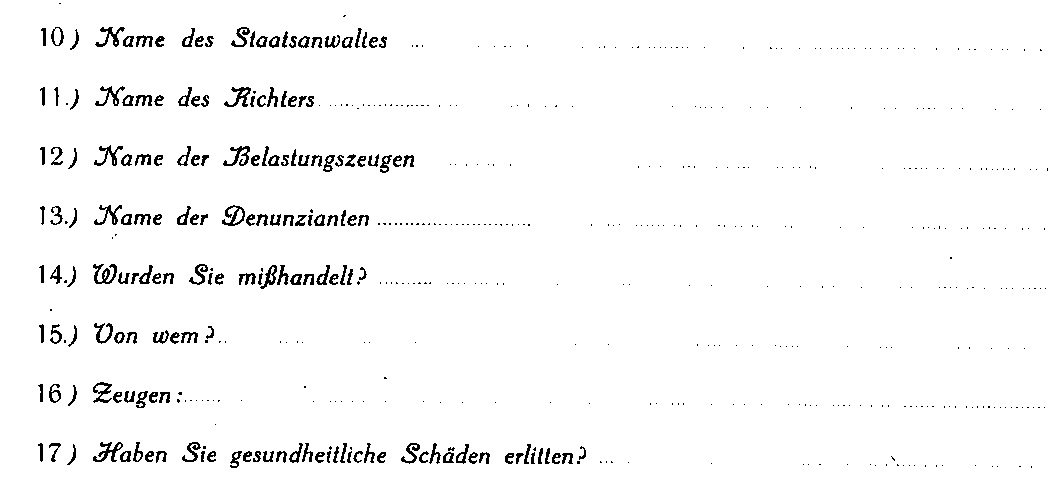 10) Name des Staatsanwaltes
11.) Name des Richters
12) Name der Belastungszeugen
13.) Name der Denunzianten
14.) Wurden Sie mißhandelt?
15.) Von wem?
16) Zeugen:
17) Haben Sie gesundheitliche Schäden erlitten?